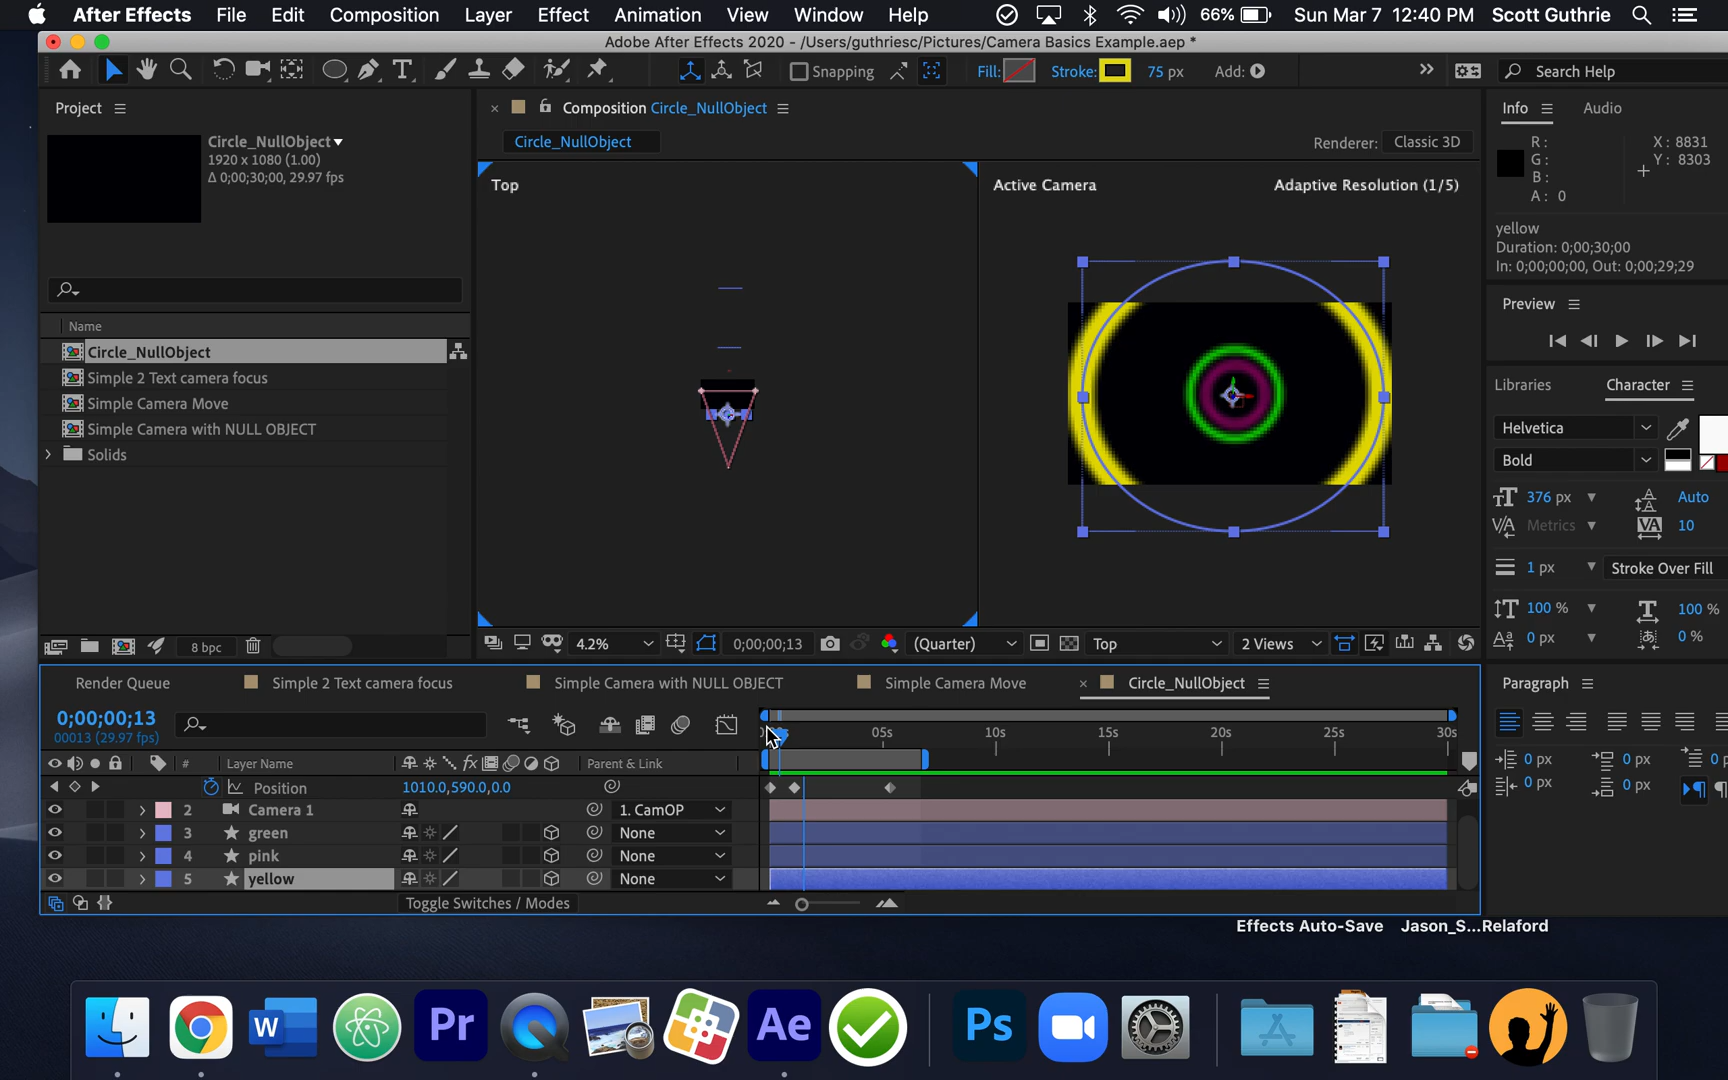 After Effects File Edit Composition Layer Effect Animation View Window Help 66% Sun Mar 7 12:40 PM Scott Guthrie
Adobe After Effects 2020 - /Users/guthriesc/Pictures/Camera Basics Example.aep *
Snapping Fill: Stroke: 75 px Add: Search Help
Project
Circle_NullObject
1920 x 1080 (1.00)
Δ 0;00;30;00, 29.97 fps
Name
Circle_NullObject
Simple 2 Text camera focus
Simple Camera Move
Simple Camera with NULL OBJECT
Solids
8 bpc
Composition Circle_NullObject
Circle_NullObject
Renderer: Classic 3D
Top
Active Camera
Adaptive Resolution (1/5)
4.2% 0;00;00;13 (Quarter) Top 2 Views
Info Audio
R:
G:
B:
A: 0
X: 8831
Y: 8303
yellow
Duration: 0;00;30;00
In: 0;00;00;00, Out: 0;00;29;29
Preview
Libraries Character
Helvetica
Bold
376 px Auto
Metrics 10
1 px Stroke Over Fill
100 % 100 %
0 px 0 %
Paragraph
0 px 0 px 0 p
0 px 0 px
Render Queue Simple 2 Text camera focus Simple Camera with NULL OBJECT Simple Camera Move Circle_NullObject
0;00;00;13
00013 (29.97 fps)
05s 10s 15s 20s 25s 30s
# Layer Name Parent & Link
Position 1010.0,590.0,0.0
2 Camera 1 1. CamOP
3 green None
4 pink None
5 yellow None
Toggle Switches / Modes
Effects Auto-Save Jason_S...Relaford
W Pr Ae Ps